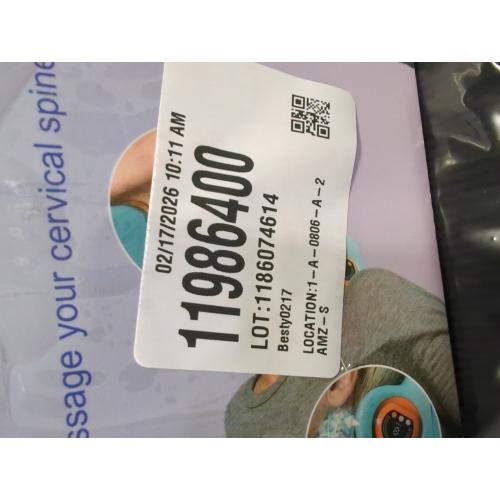 ssage your cervical spine
02/17/2026 10:11 AM
11986400
LOT:1186074614
Besty0217
LOCATION:1-A-0806-A-2
AMZ-S